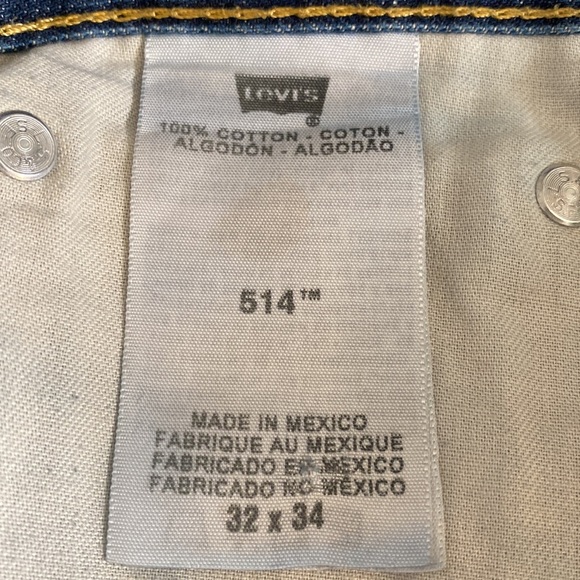 LEVI'S
®
100% COTTON - COTON -
ALGODÓN - ALGODÃO
514™
MADE IN MEXICO
FABRIQUE AU MEXIQUE
FABRICADO EN MEXICO
FABRICADO NO MÉXICO
32 x 34